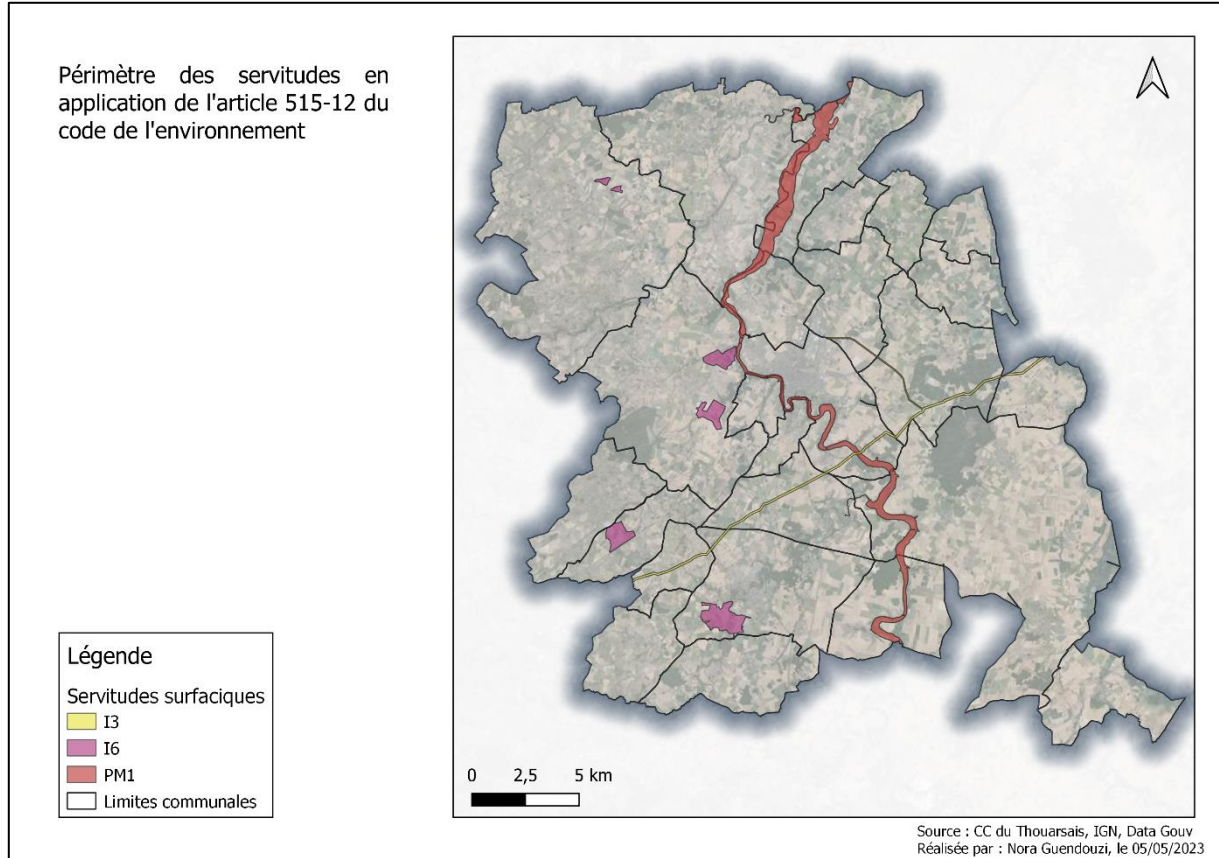 Périmètre des servitudes en
application de l'article 515-12 du
code de l'environnement
Légende
Servitudes surfaciques
I3
I6
PM1
Limites communales
0 2,5 5 km
Source : CC du Thouarsais, IGN, Data Gouv
Réalisée par : Nora Guendouzi, le 05/05/2023